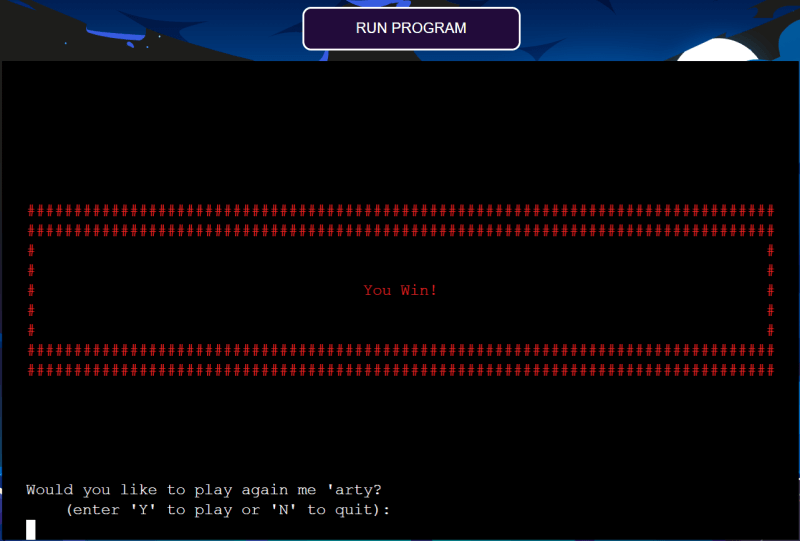 RUN PROGRAM
################################################################################
################################################################################
# #
# #
# You Win! #
# #
# #
################################################################################
################################################################################
Would you like to play again me 'arty?
(enter 'Y' to play or 'N' to quit):